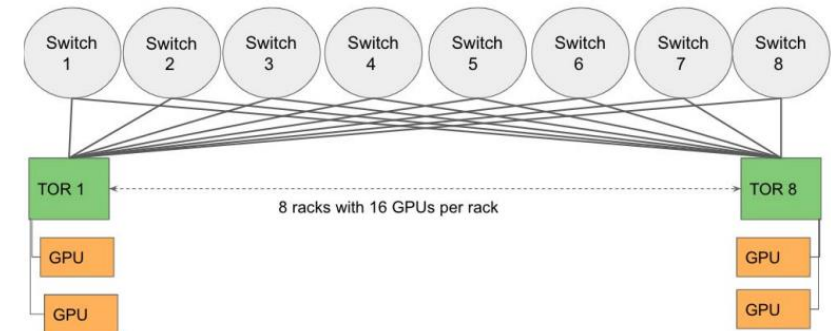 Switch
1
Switch
2
Switch
3
Switch
4
Switch
5
Switch
6
Switch
7
Switch
8
TOR 1
TOR 8
8 racks with 16 GPUs per rack
GPU
GPU
GPU
GPU